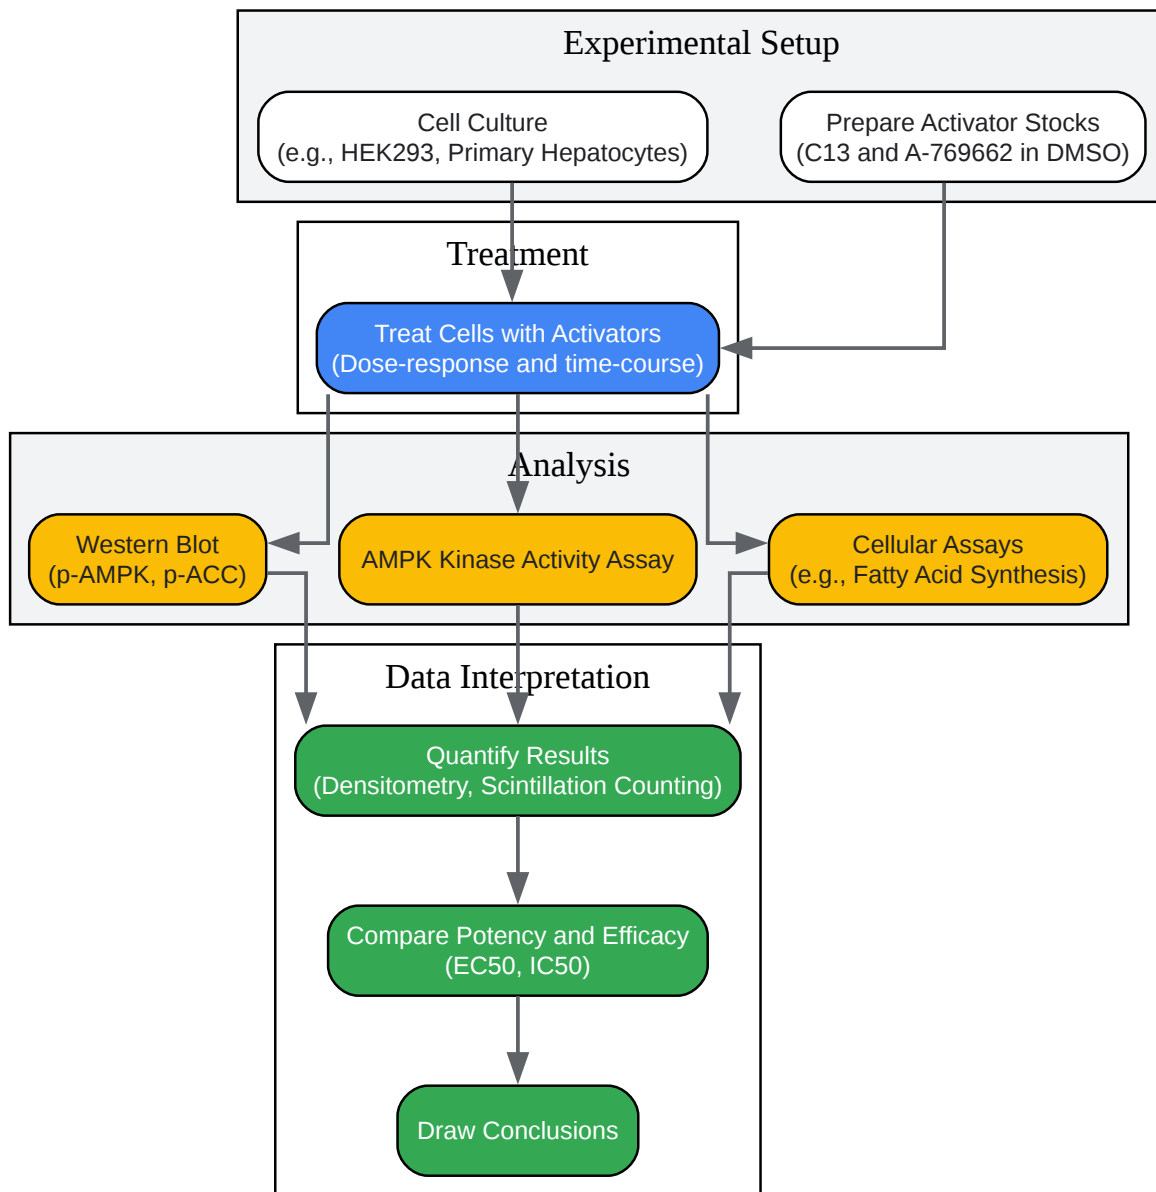 Experimental Setup
Cell Culture
(e.g., HEK293, Primary Hepatocytes)
Prepare Activator Stocks
(C13 and A-769662 in DMSO)
Treatment
Treat Cells with Activators
(Dose-response and time-course)
Analysis
Western Blot
(p-AMPK, p-ACC)
AMPK Kinase Activity Assay
Cellular Assays
(e.g., Fatty Acid Synthesis)
Data Interpretation
Quantify Results
(Densitometry, Scintillation Counting)
Compare Potency and Efficacy
(EC50, IC50)
Draw Conclusions